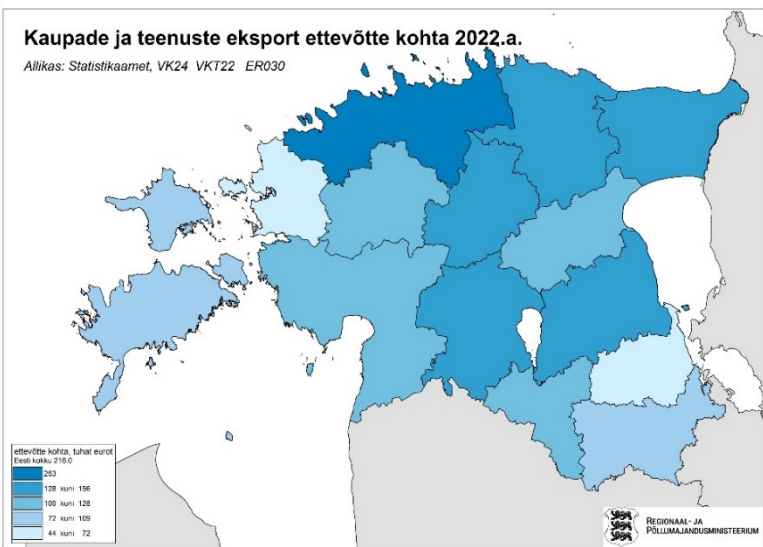 Kaupade ja teenuste eksport ettevõtte kohta 2022.a.
Allikas: Statistikaamet, VK24 VKT22 ER030
ettevõtte kohta, tuhat eurot
Eesti kokku 216.0
253
128 kuni 156
109 kuni 128
72 kuni 109
44 kuni 72
REGIONAAL- JA
PÕLLUMAJANDUSMINISTEERIUM